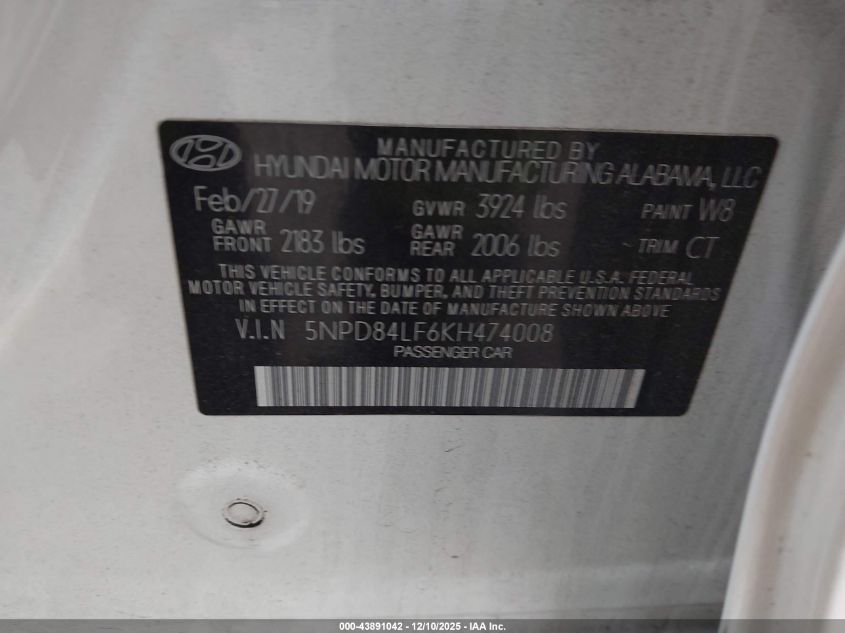 MANUFACTURED BY
HYUNDAI MOTOR MANUFACTURING ALABAMA, LLC
Feb/27/19 GVWR 3924 lbs PAINT W8
GAWR FRONT 2183 lbs GAWR REAR 2006 lbs TRIM CT
THIS VEHICLE CONFORMS TO ALL APPLICABLE U.S.A. FEDERAL
MOTOR VEHICLE SAFETY, BUMPER, AND THEFT PREVENTION STANDARDS
IN EFFECT ON THE DATE OF MANUFACTURE SHOWN ABOVE
V.I.N 5NPD84LF6KH474008
PASSENGER CAR
000-43891042 - 12/10/2025 - IAA Inc.